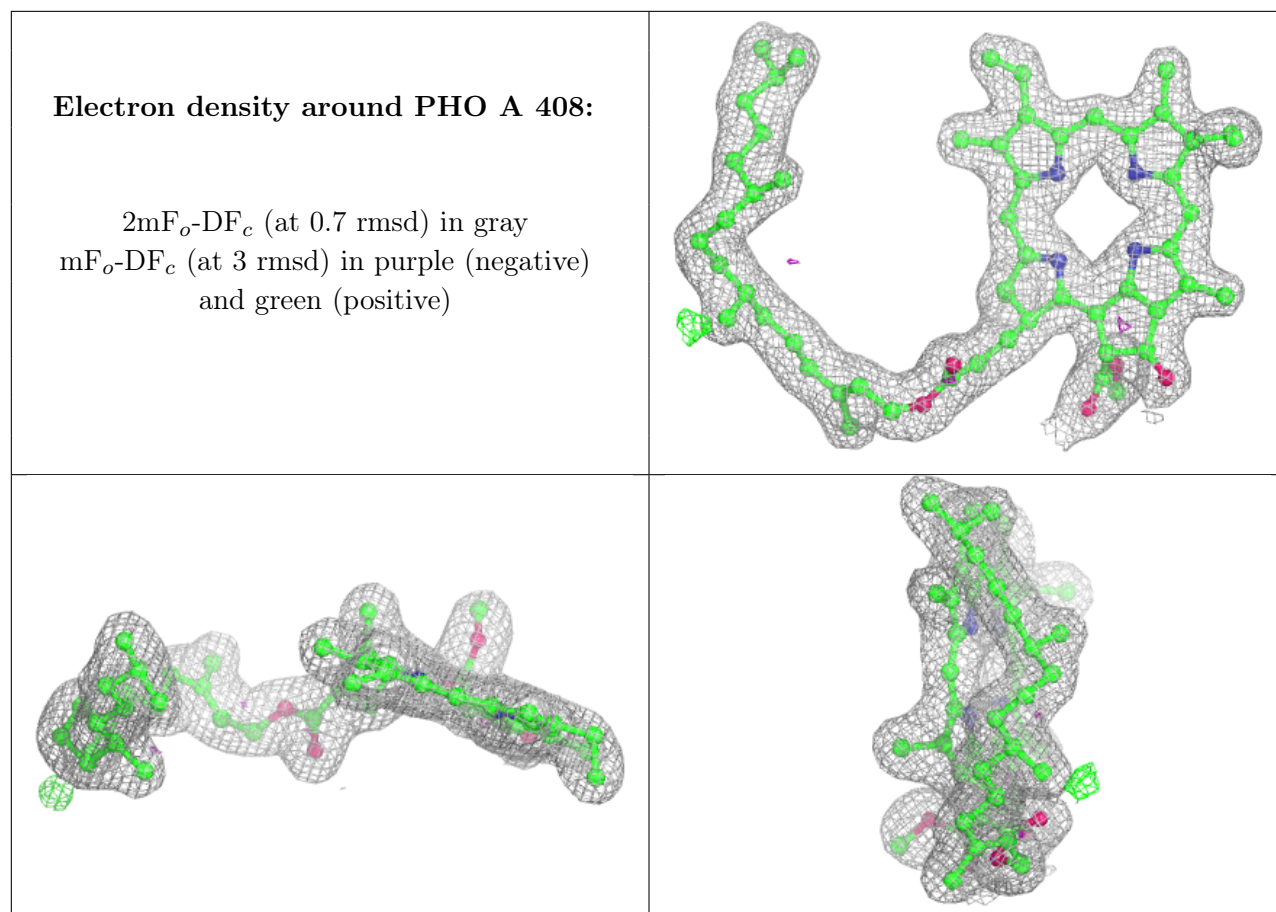 Electron density around PHO A 408:
2mFo-DFc (at 0.7 rmsd) in gray
mFo-DFc (at 3 rmsd) in purple (negative)
and green (positive)